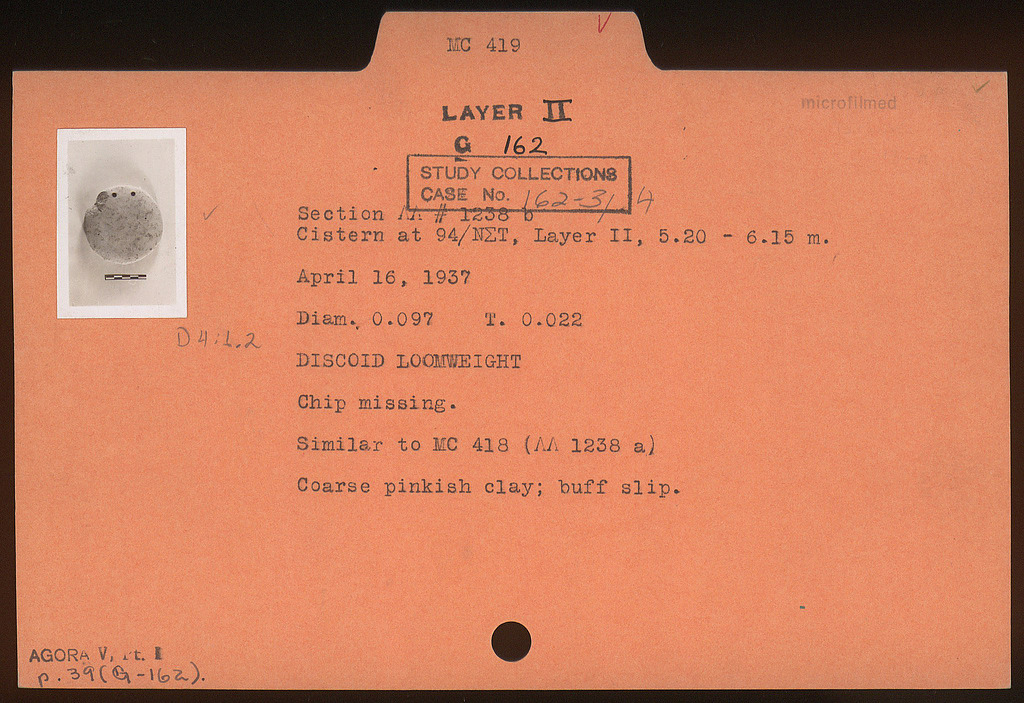 MC 419
microfilmed
LAYER II
G 162
STUDY COLLECTIONS
CASE No. 162-3/4
Section ΛΛ # 1238 b
Cistern at 94/ΝΣΤ, Layer II, 5.20 - 6.15 m.
April 16, 1937
Diam. 0.097 T. 0.022
D 4:1.2
DISCOID LOOMWEIGHT
Chip missing.
Similar to MC 418 (ΛΛ 1238 a)
Coarse pinkish clay; buff slip.
AGORA V, Pt. I
p. 39 (G-162).